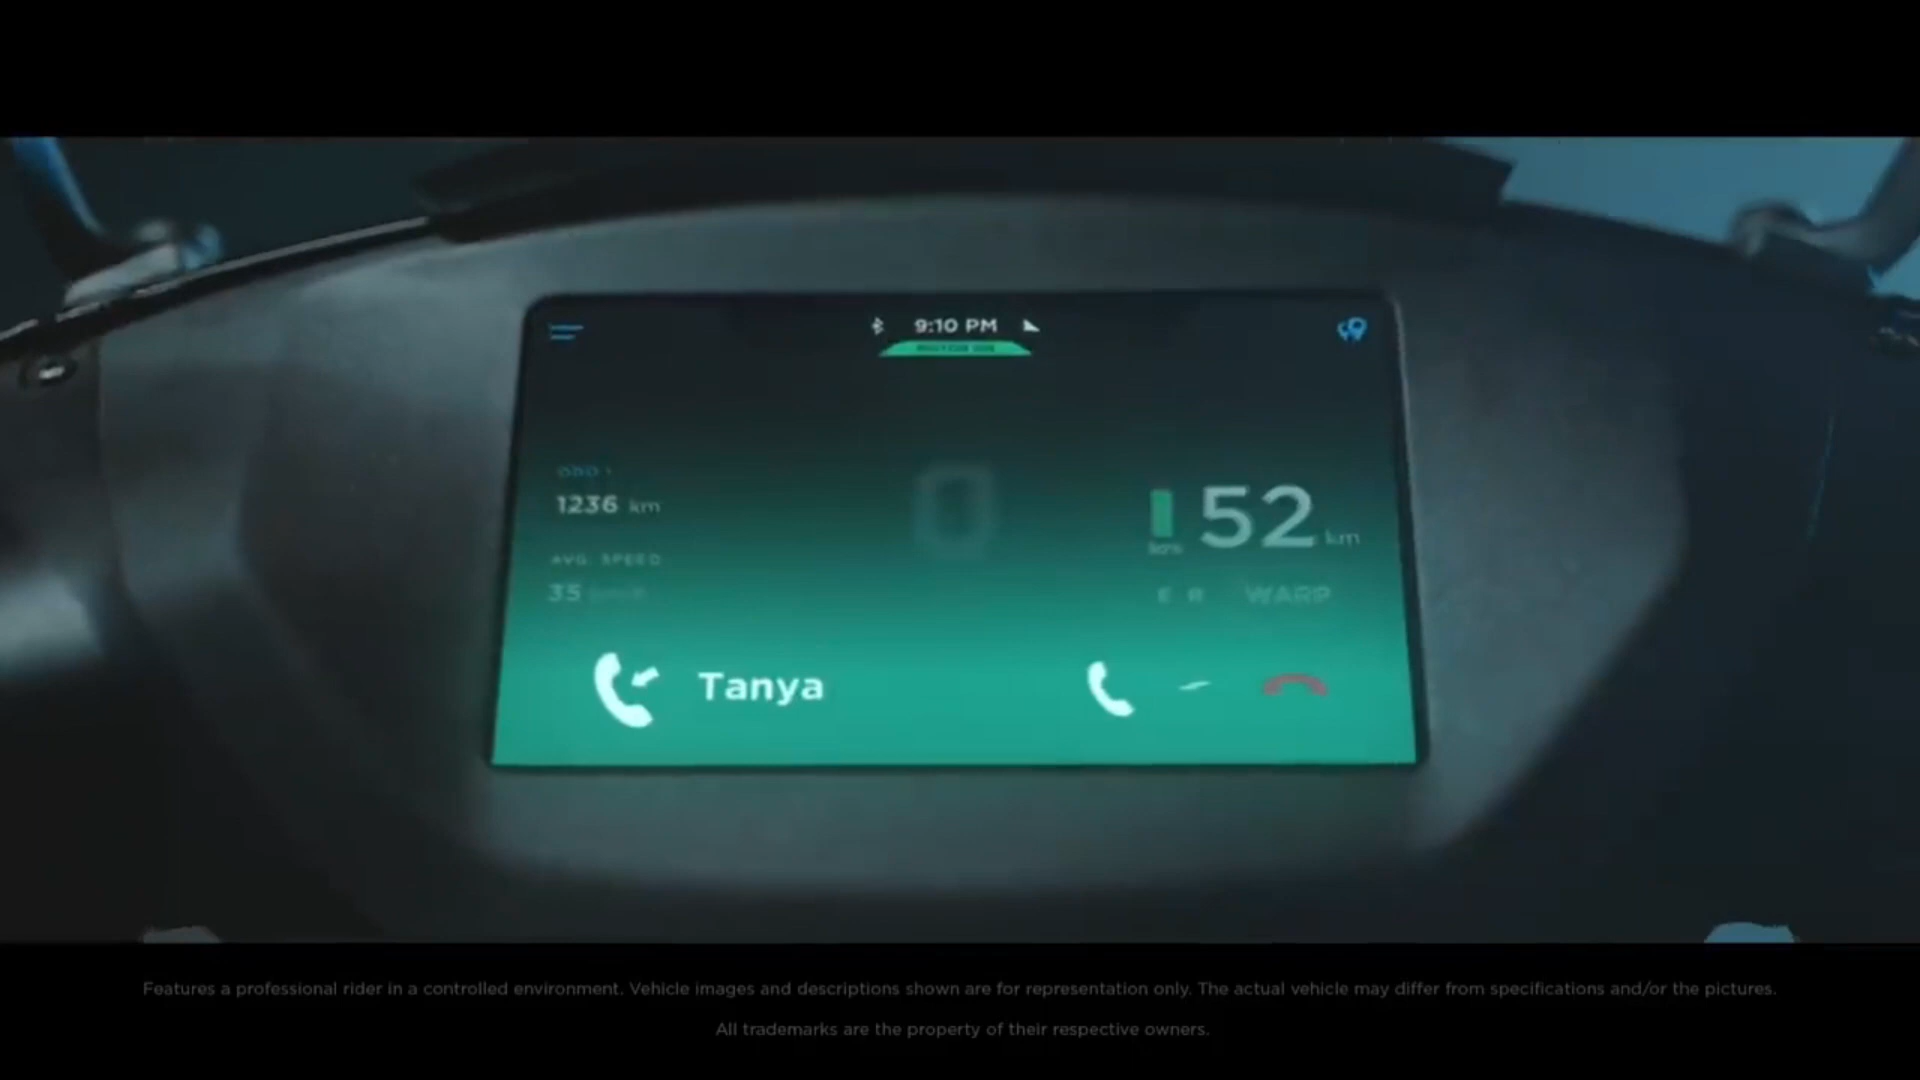 9:10 PM
ODO
1236 km
52 km
AVG. SPEED
35
E R WARP
Tanya
Features a professional rider in a controlled environment. Vehicle images and descriptions shown are for representation only. The actual vehicle may differ from specifications and/or the pictures.
All trademarks are the property of their respective owners.